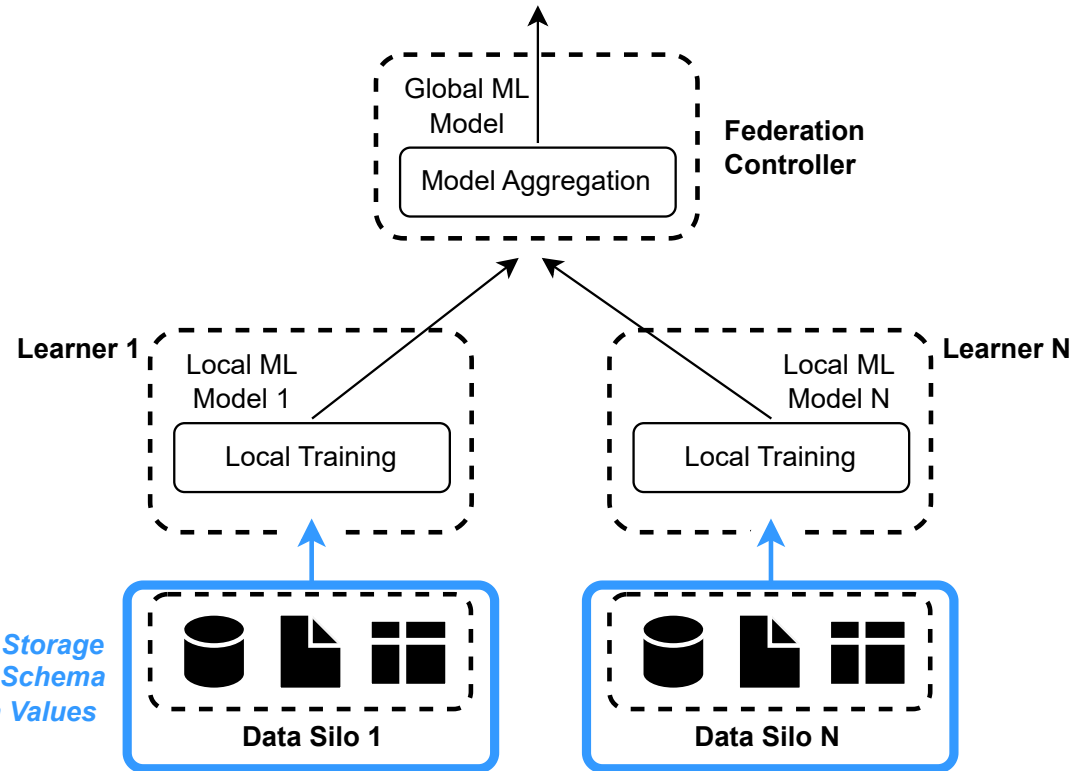 Global ML
Model
Federation
Controller
Model Aggregation
Learner 1
Learner N
Local ML
Model 1
Local ML
Model N
Local Training
Local Training
Storage
Schema
Values
Data Silo 1
Data Silo N